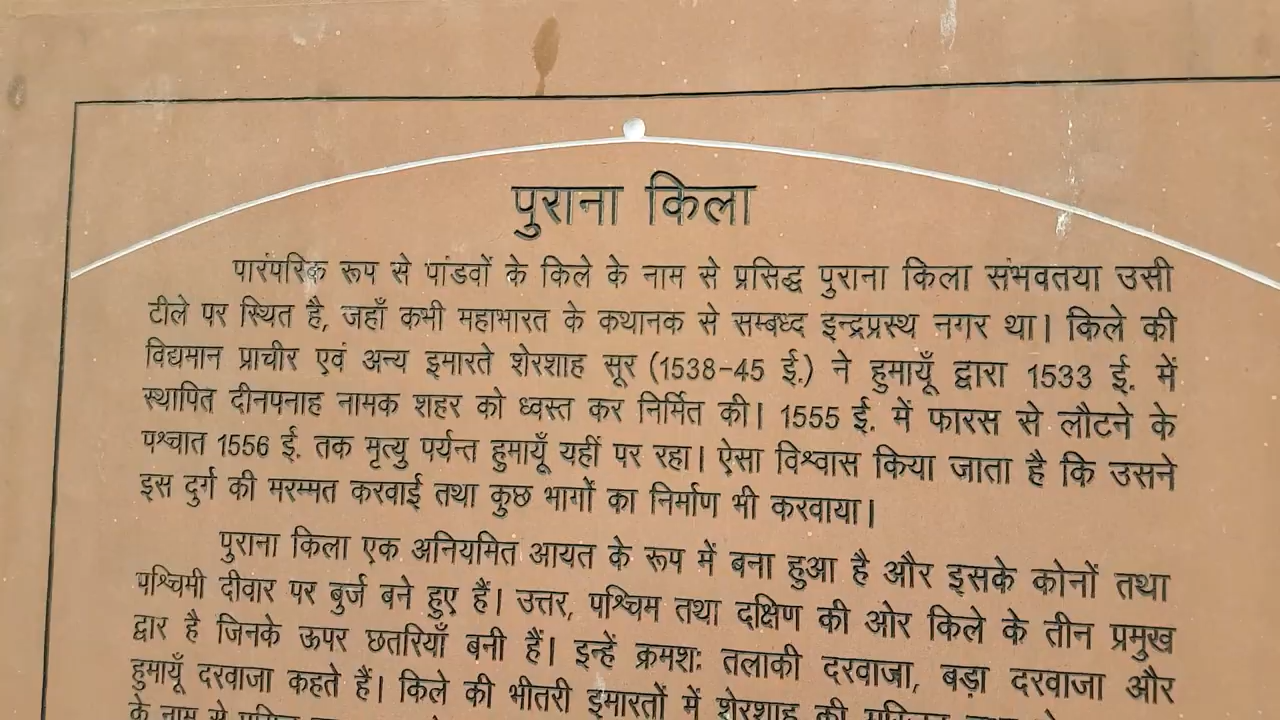 पुराना किला
पारंपरिक रूप से पांडवों के किले के नाम से प्रसिद्ध पुराना किला संभवतया उसी
टीले पर स्थित है, जहाँ कभी महाभारत के कथानक से सम्बध्द इन्द्रप्रस्थ नगर था। किले की
विद्यमान प्राचीर एवं अन्य इमारते शेरशाह सूर (1538-45 ई.) ने हुमायूँ द्वारा 1533 ई. में
स्थापित दीनपनाह नामक शहर को ध्वस्त कर निर्मित की। 1555 ई. में फारस से लौटने के
पश्चात 1556 ई. तक मृत्यु पर्यन्त हुमायूँ यहीं पर रहा। ऐसा विश्वास किया जाता है कि उसने
इस दुर्ग की मरम्मत करवाई तथा कुछ भागों का निर्माण भी करवाया।
पुराना किला एक अनियमित आयत के रूप में बना हुआ है और इसके कोनों तथा
पश्चिमी दीवार पर बुर्ज बने हुए हैं। उत्तर, पश्चिम तथा दक्षिण की ओर किले के तीन प्रमुख
द्वार है जिनके ऊपर छतरियाँ बनी हैं। इन्हें क्रमशः तलाकी दरवाजा, बड़ा दरवाजा और
हुमायूँ दरवाजा कहते हैं। किले की भीतरी इमारतों में शेरशाह की
के नाम से